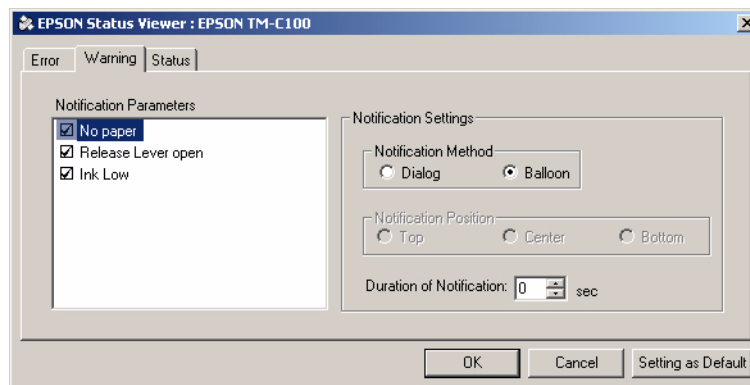 EPSON Status Viewer : EPSON TM-C100
Error Warning Status
Notification Parameters
No paper
Release Lever open
Ink Low
Notification Settings
Notification Method
Dialog Balloon
Notification Position
Top Center Bottom
Duration of Notification: 0 sec
OK Cancel Setting as Default